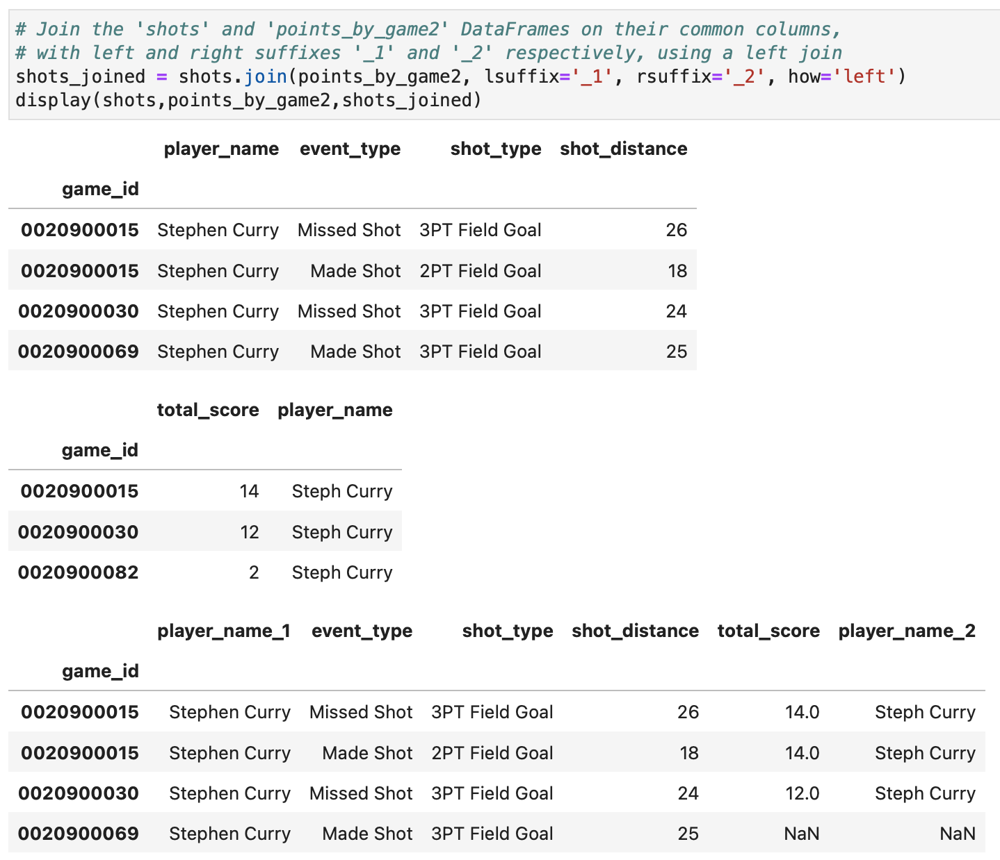 # Join the 'shots' and 'points_by_game2' DataFrames on their common columns,
# with left and right suffixes '_1' and '_2' respectively, using a left join
shots_joined = shots.join(points_by_game2, lsuffix='_1', rsuffix='_2', how='left')
display(shots,points_by_game2,shots_joined)
player_name event_type shot_type shot_distance
game_id
0020900015 Stephen Curry Missed Shot 3PT Field Goal 26
0020900015 Stephen Curry Made Shot 2PT Field Goal 18
0020900030 Stephen Curry Missed Shot 3PT Field Goal 24
0020900069 Stephen Curry Made Shot 3PT Field Goal 25
total_score player_name
game_id
0020900015 14 Steph Curry
0020900030 12 Steph Curry
0020900082 2 Steph Curry
player_name_1 event_type shot_type shot_distance total_score player_name_2
game_id
0020900015 Stephen Curry Missed Shot 3PT Field Goal 26 14.0 Steph Curry
0020900015 Stephen Curry Made Shot 2PT Field Goal 18 14.0 Steph Curry
0020900030 Stephen Curry Missed Shot 3PT Field Goal 24 12.0 Steph Curry
0020900069 Stephen Curry Made Shot 3PT Field Goal 25 NaN NaN